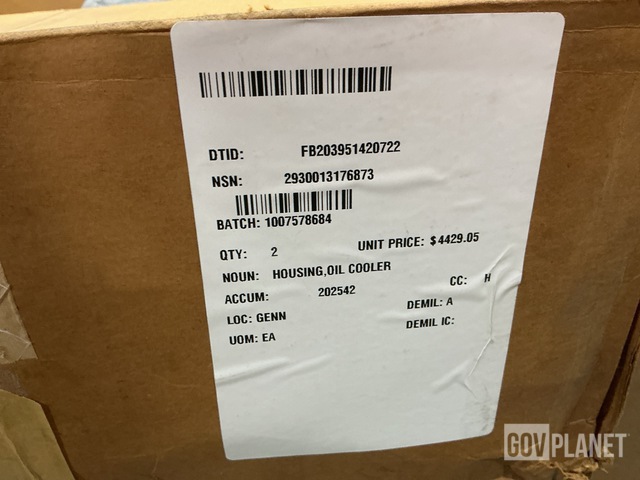 DTID: FB203951420722
NSN: 2930013176873
BATCH: 1007578684
QTY: 2 UNIT PRICE: $4429.05
NOUN: HOUSING,OIL COOLER
ACCUM: 202542 CC: H
LOC: GENN DEMIL: A
UOM: EA DEMIL IC:
GOVPLANET